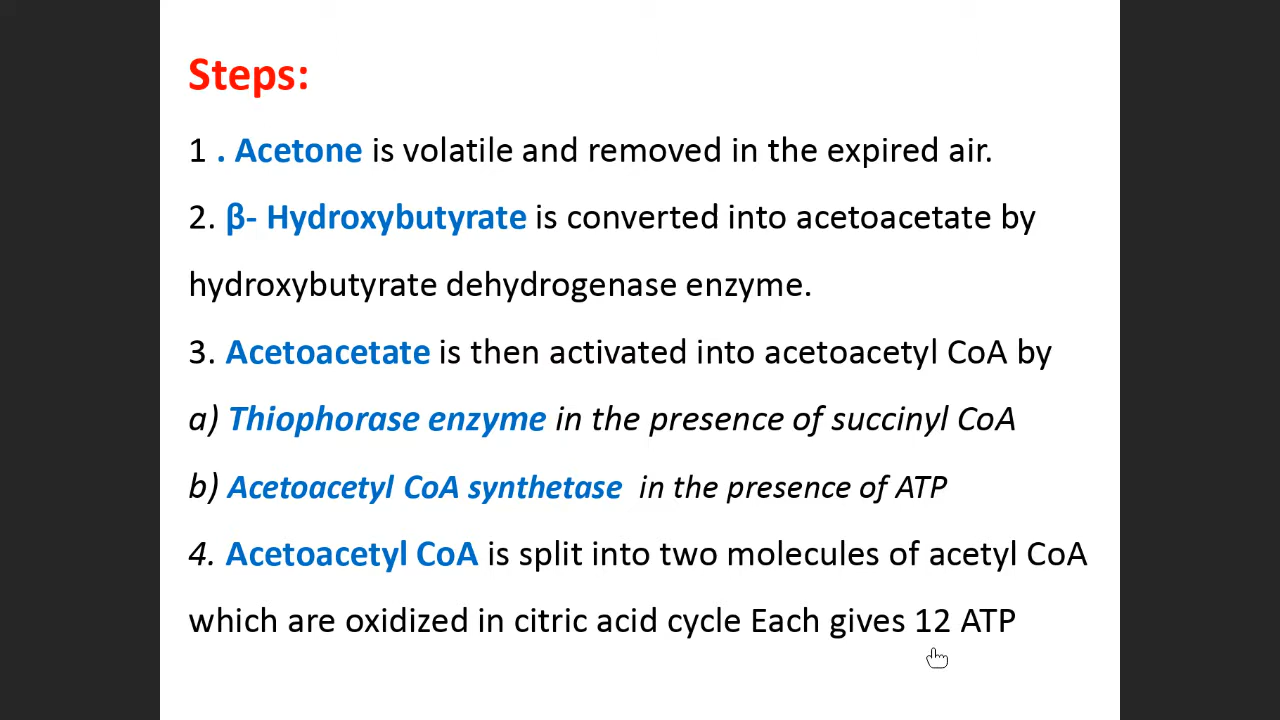 Steps:
1 . Acetone is volatile and removed in the expired air.
2. β- Hydroxybutyrate is converted into acetoacetate by
hydroxybutyrate dehydrogenase enzyme.
3. Acetoacetate is then activated into acetoacetyl CoA by
a) Thiophorase enzyme in the presence of succinyl CoA
b) Acetoacetyl CoA synthetase in the presence of ATP
4. Acetoacetyl CoA is split into two molecules of acetyl CoA
which are oxidized in citric acid cycle Each gives 12 ATP